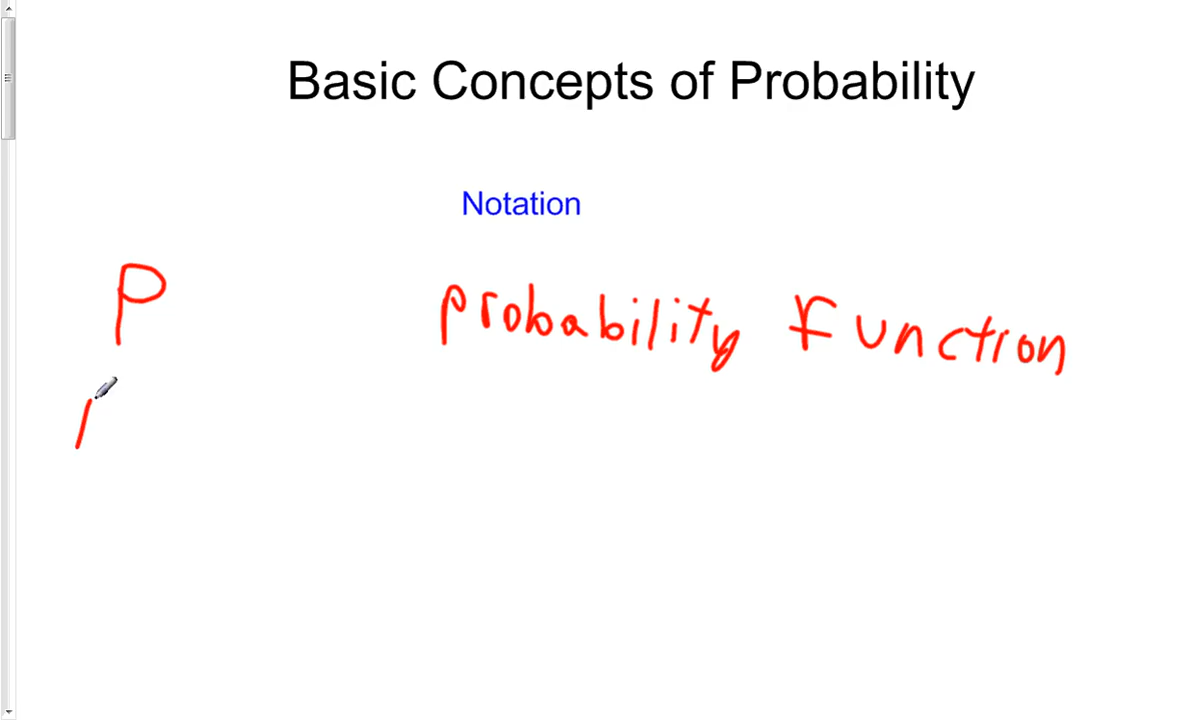 Basic Concepts of Probability
Notation
P probability function